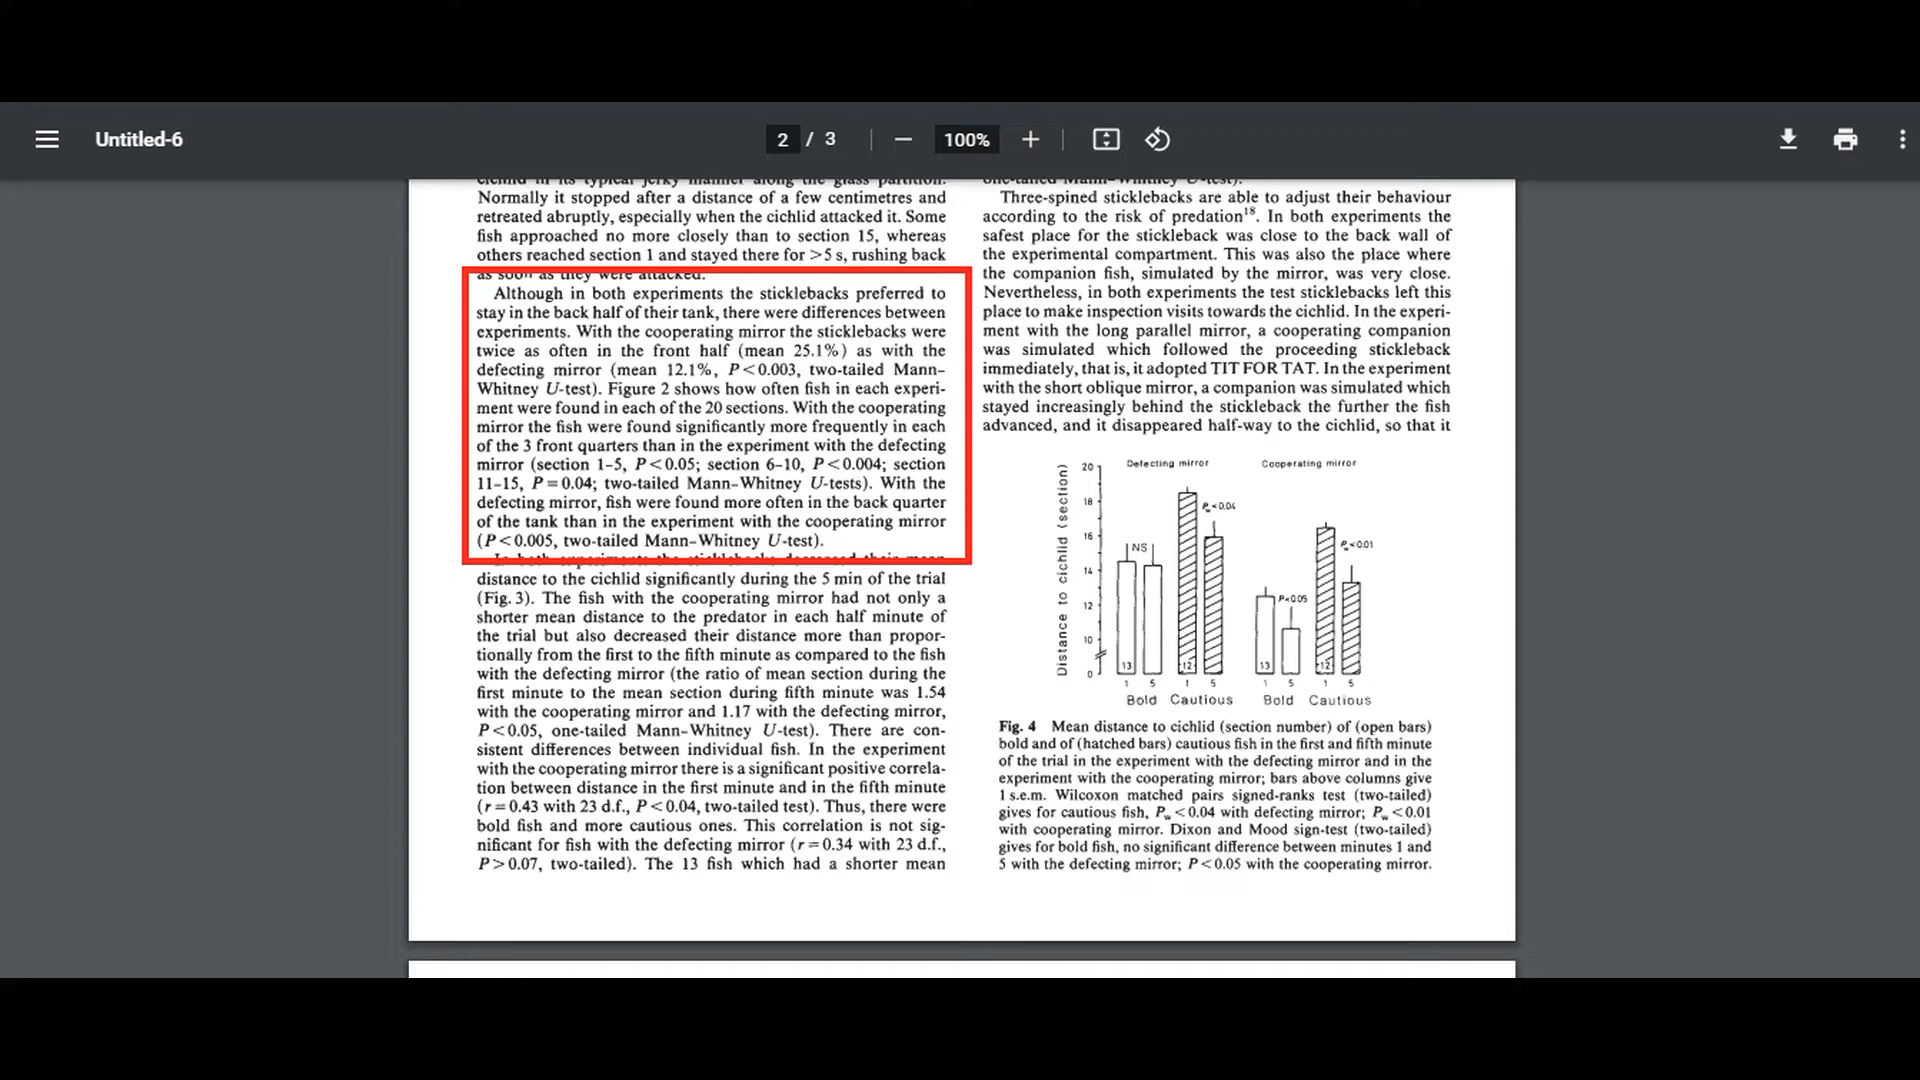 Untitled-6
2 / 3
100%
cichlid in its typical jerky manner along the glass partition.
Normally it stopped after a distance of a few centimetres and
retreated abruptly, especially when the cichlid attacked it. Some
fish approached no more closely than to section 15, whereas
others reached section 1 and stayed there for >5 s, rushing back
as soon as they were attacked.
Although in both experiments the sticklebacks preferred to
stay in the back half of their tank, there were differences between
experiments. With the cooperating mirror the sticklebacks were
twice as often in the front half (mean 25.1%) as with the
defecting mirror (mean 12.1%, P<0.003, two-tailed Mann–
Whitney U-test). Figure 2 shows how often fish in each experi-
ment were found in each of the 20 sections. With the cooperating
mirror the fish were found significantly more frequently in each
of the 3 front quarters than in the experiment with the defecting
mirror (section 1–5, P<0.05; section 6–10, P<0.004; section
11–15, P=0.04; two-tailed Mann–Whitney U-tests). With the
defecting mirror, fish were found more often in the back quarter
of the tank than in the experiment with the cooperating mirror
(P<0.005, two-tailed Mann–Whitney U-test).
In both experiments the sticklebacks decreased their mean
distance to the cichlid significantly during the 5 min of the trial
(Fig. 3). The fish with the cooperating mirror had not only a
shorter mean distance to the predator in each half minute of
the trial but also decreased their distance more than propor-
tionally from the first to the fifth minute as compared to the fish
with the defecting mirror (the ratio of mean section during the
first minute to the mean section during fifth minute was 1.54
with the cooperating mirror and 1.17 with the defecting mirror,
P<0.05, one-tailed Mann–Whitney U-test). There are con-
sistent differences between individual fish. In the experiment
with the cooperating mirror there is a significant positive correla-
tion between distance in the first minute and in the fifth minute
(r=0.43 with 23 d.f., P<0.04, two-tailed test). Thus, there were
bold fish and more cautious ones. This correlation is not sig-
nificant for fish with the defecting mirror (r=0.34 with 23 d.f.,
P>0.07, two-tailed). The 13 fish which had a shorter mean
one-tailed Mann–Whitney U-test).
Three-spined sticklebacks are able to adjust their behaviour
according to the risk of predation¹⁸. In both experiments the
safest place for the stickleback was close to the back wall of
the experimental compartment. This was also the place where
the companion fish, simulated by the mirror, was very close.
Nevertheless, in both experiments the test sticklebacks left this
place to make inspection visits towards the cichlid. In the experi-
ment with the long parallel mirror, a cooperating companion
was simulated which followed the proceeding stickleback
immediately, that is, it adopted TIT FOR TAT. In the experiment
with the short oblique mirror, a companion was simulated which
stayed increasingly behind the stickleback the further the fish
advanced, and it disappeared half-way to the cichlid, so that it
Distance to cichlid (section)
20
18
16
14
12
10
0
Defecting mirror
Cooperating mirror
NS
Pw<0.04
P<0.05
Pw<0.01
13
12
13
12
1 5 1 5 1 5 1 5
Bold Cautious Bold Cautious
Fig. 4 Mean distance to cichlid (section number) of (open bars)
bold and of (hatched bars) cautious fish in the first and fifth minute
of the trial in the experiment with the defecting mirror and in the
experiment with the cooperating mirror; bars above columns give
1 s.e.m. Wilcoxon matched pairs signed-ranks test (two-tailed)
gives for cautious fish, Pw<0.04 with defecting mirror; Pw<0.01
with cooperating mirror. Dixon and Mood sign-test (two-tailed)
gives for bold fish, no significant difference between minutes 1 and
5 with the defecting mirror; P<0.05 with the cooperating mirror.